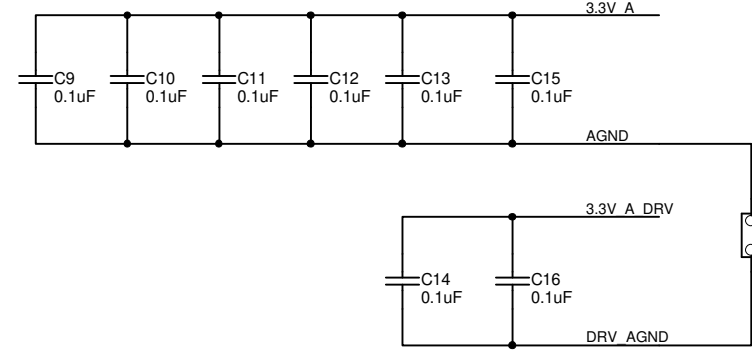 3.3V_A
C9
0.1uF
C10
0.1uF
C11
0.1uF
C12
0.1uF
C13
0.1uF
C15
0.1uF
AGND
3.3V_A_DRV
C14
0.1uF
C16
0.1uF
DRV_AGND